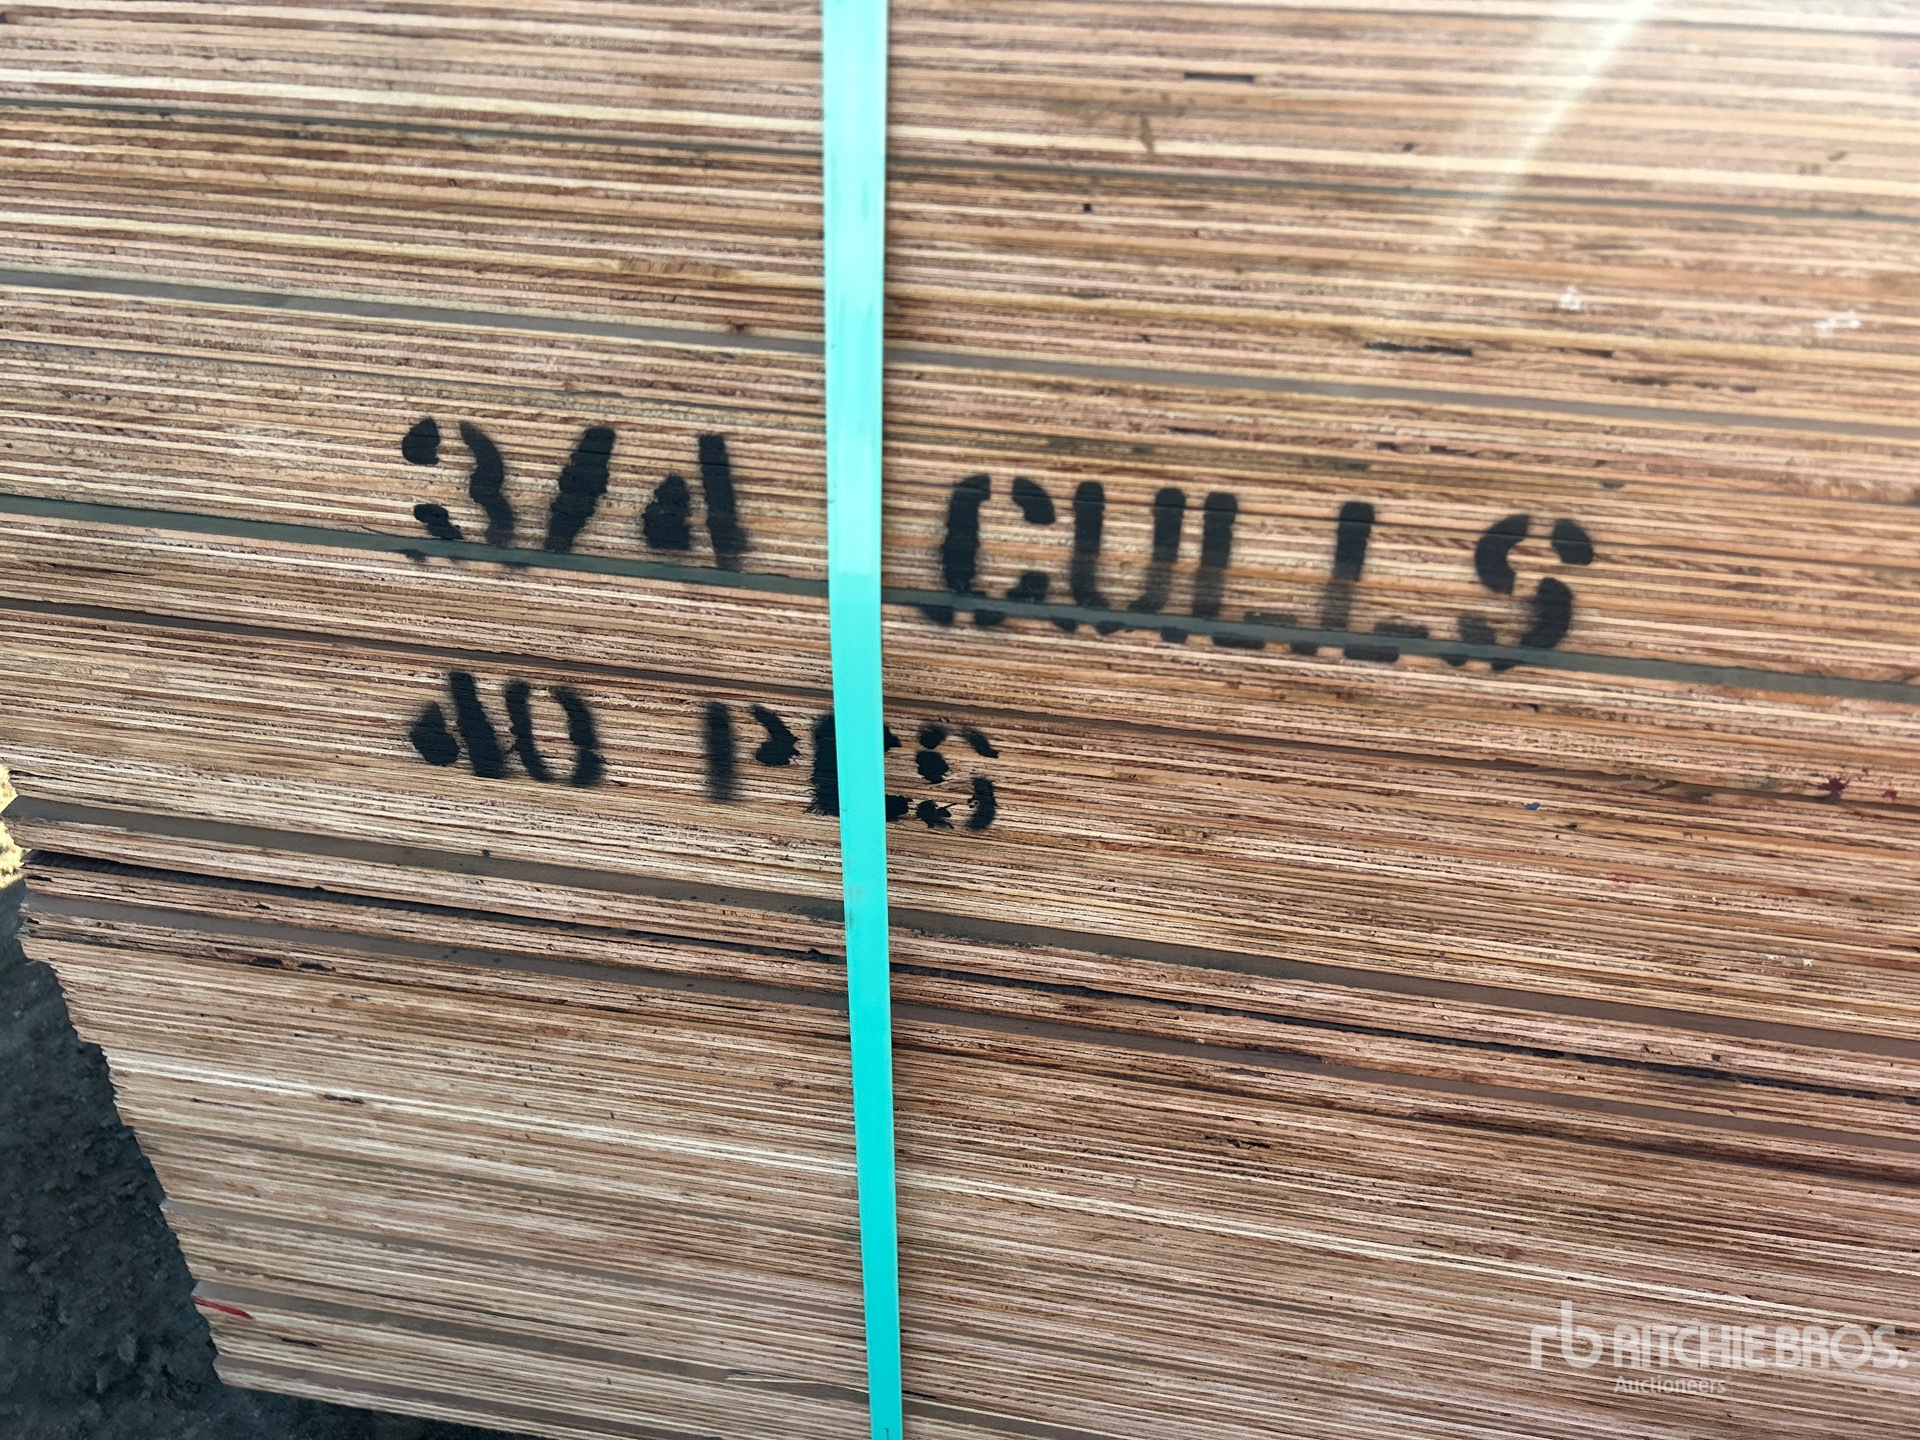 3/4 CULLS
40 PCS
rb RITCHIE BROS.
Auctioneers